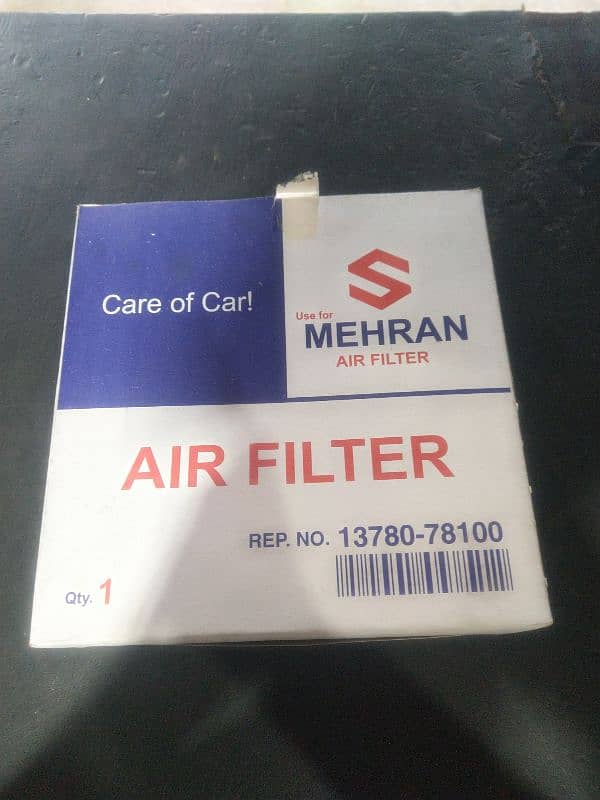 Care of Car!
Use for
MEHRAN
AIR FILTER
AIR FILTER
REP. NO. 13780-78100
Qty. 1